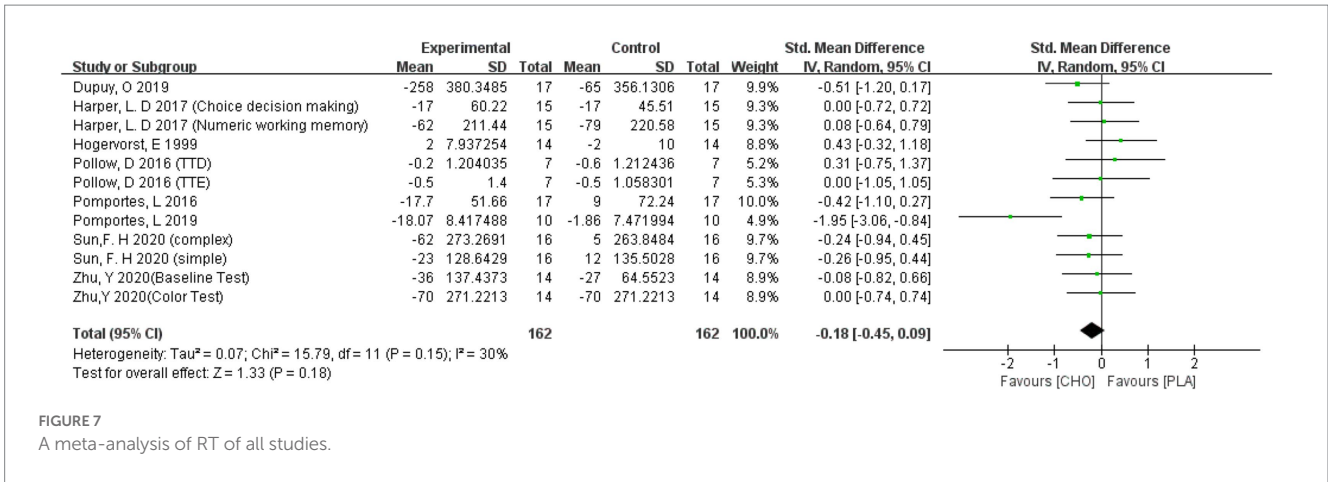 Experimental Control Std. Mean Difference Std. Mean Difference
Study or Subgroup Mean SD Total Mean SD Total Weight IV, Random, 95% CI IV, Random, 95% CI
Dupuy, O 2019 -258 380.3485 17 -65 356.1306 17 9.9% -0.51 [-1.20, 0.17]
Harper, L. D 2017 (Choice decision making) -17 60.22 15 -17 45.51 15 9.3% 0.00 [-0.72, 0.72]
Harper, L. D 2017 (Numeric working memory) -62 211.44 15 -79 220.58 15 9.3% 0.08 [-0.64, 0.79]
Hogervorst, E 1999 2 7.937254 14 -2 10 14 8.8% 0.43 [-0.32, 1.18]
Pollow, D 2016 (TTD) -0.2 1.204035 7 -0.6 1.212436 7 5.2% 0.31 [-0.75, 1.37]
Pollow, D 2016 (TTE) -0.5 1.4 7 -0.5 1.058301 7 5.3% 0.00 [-1.05, 1.05]
Pomportes, L 2016 -17.7 51.66 17 9 72.24 17 10.0% -0.42 [-1.10, 0.27]
Pomportes, L 2019 -18.07 8.417488 10 -1.86 7.471994 10 4.9% -1.95 [-3.06, -0.84]
Sun,F. H 2020 (complex) -62 273.2691 16 5 263.8484 16 9.7% -0.24 [-0.94, 0.45]
Sun, F. H 2020 (simple) -23 128.6429 16 12 135.5028 16 9.7% -0.26 [-0.95, 0.44]
Zhu, Y 2020(Baseline Test) -36 137.4373 14 -27 64.5523 14 8.9% -0.08 [-0.82, 0.66]
Zhu,Y 2020(Color Test) -70 271.2213 14 -70 271.2213 14 8.9% 0.00 [-0.74, 0.74]
Total (95% CI) 162 162 100.0% -0.18 [-0.45, 0.09]
Heterogeneity: Tau² = 0.07; Chi² = 15.79, df = 11 (P = 0.15); I² = 30%
Test for overall effect: Z = 1.33 (P = 0.18)
-2 -1 0 1 2
Favours [CHO] Favours [PLA]
FIGURE 7
A meta-analysis of RT of all studies.